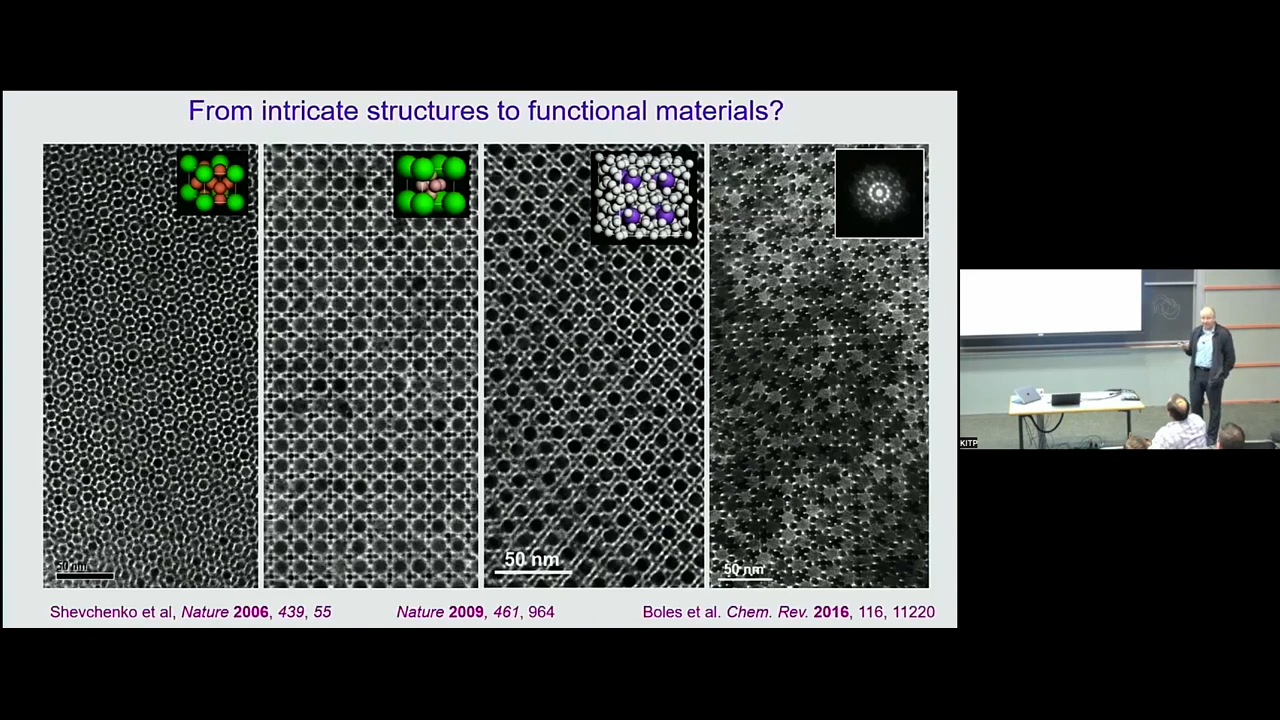 From intricate structures to functional materials?
50 nm
50 nm
50 nm
Shevchenko et al, Nature 2006, 439, 55
Nature 2009, 461, 964
Boles et al. Chem. Rev. 2016, 116, 11220
KITP